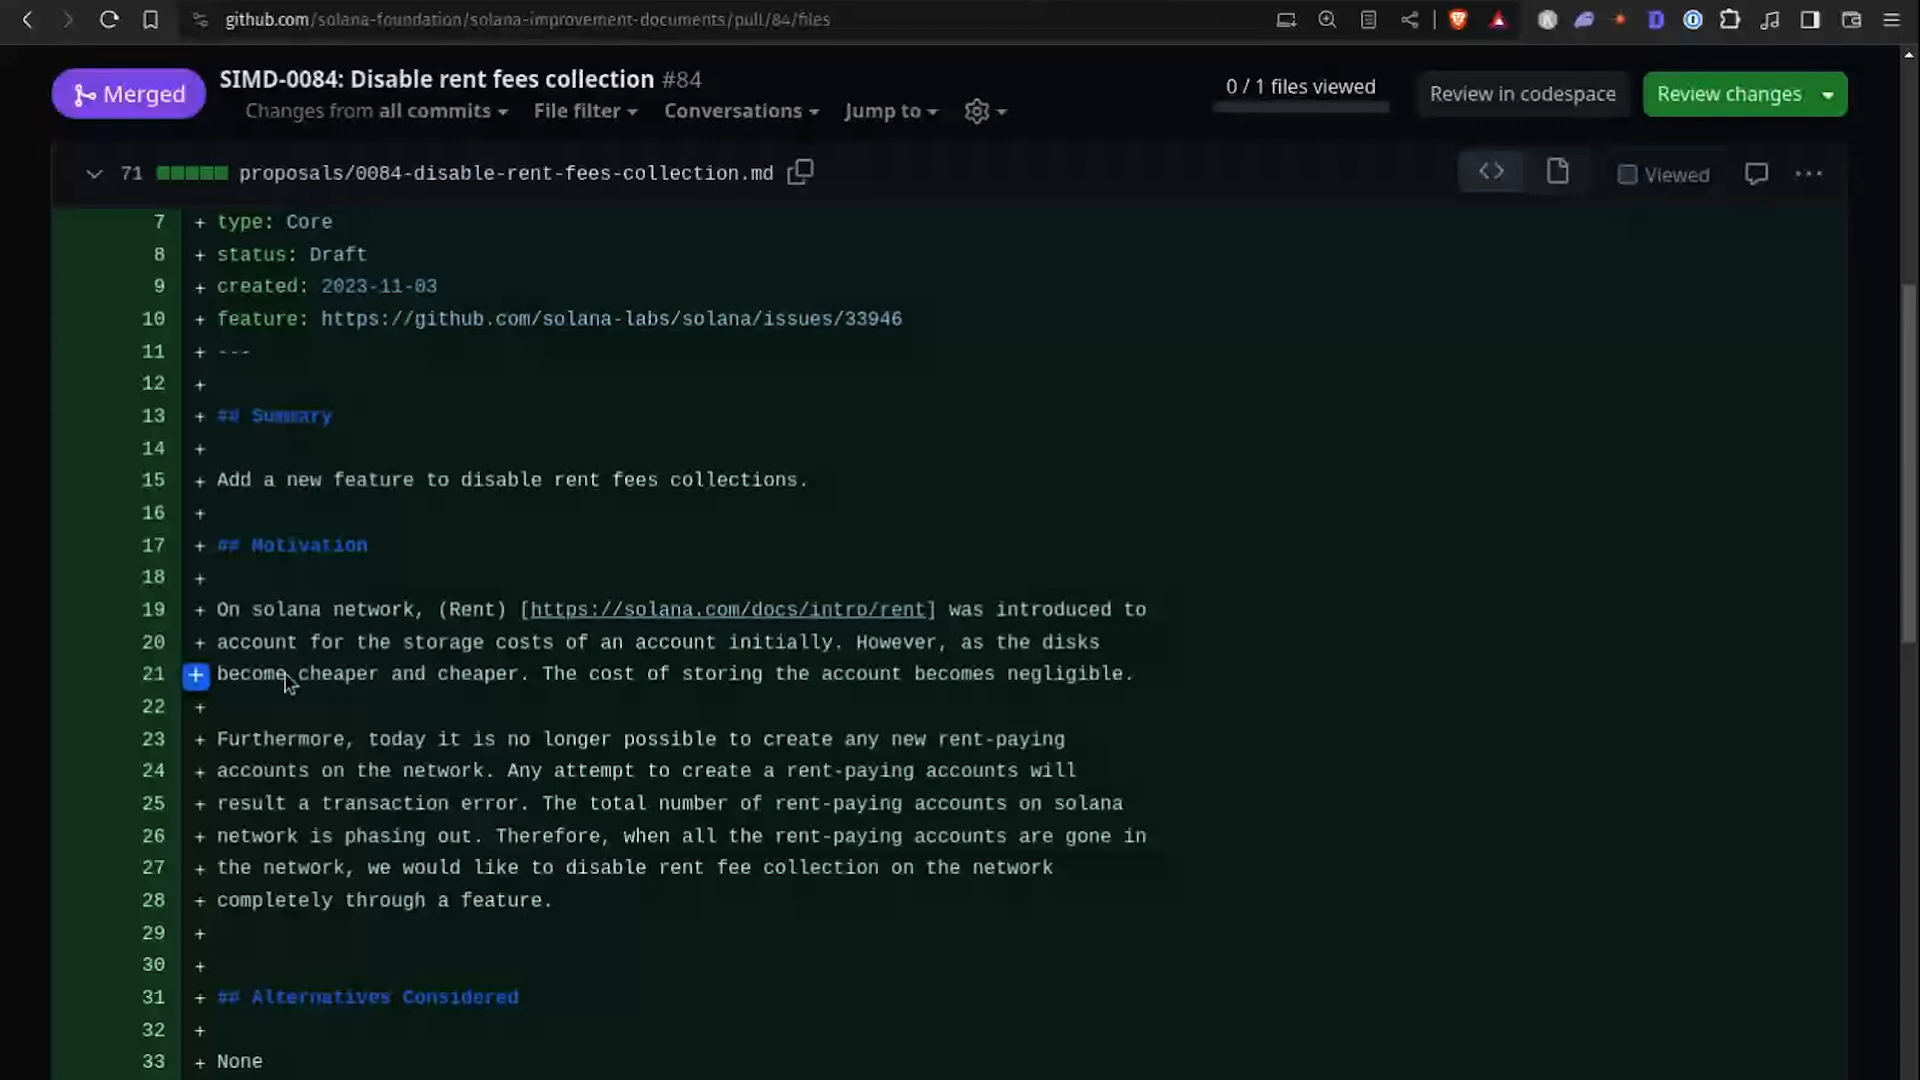 github.com/solana-foundation/solana-improvement-documents/pull/84/files
Merged
SIMD-0084: Disable rent fees collection #84
Changes from all commits
File filter
Conversations
Jump to
0 / 1 files viewed
Review in codespace
Review changes
71
proposals/0084-disable-rent-fees-collection.md
Viewed
7 + type: Core
8 + status: Draft
9 + created: 2023-11-03
10 + feature: https://github.com/solana-labs/solana/issues/33946
11 + ---
12 +
13 + ## Summary
14 +
15 + Add a new feature to disable rent fees collections.
16 +
17 + ## Motivation
18 +
19 + On solana network, (Rent) [https://solana.com/docs/intro/rent] was introduced to
20 + account for the storage costs of an account initially. However, as the disks
21 + become cheaper and cheaper. The cost of storing the account becomes negligible.
22 +
23 + Furthermore, today it is no longer possible to create any new rent-paying
24 + accounts on the network. Any attempt to create a rent-paying accounts will
25 + result a transaction error. The total number of rent-paying accounts on solana
26 + network is phasing out. Therefore, when all the rent-paying accounts are gone in
27 + the network, we would like to disable rent fee collection on the network
28 + completely through a feature.
29 +
30 +
31 + ## Alternatives Considered
32 +
33 + None